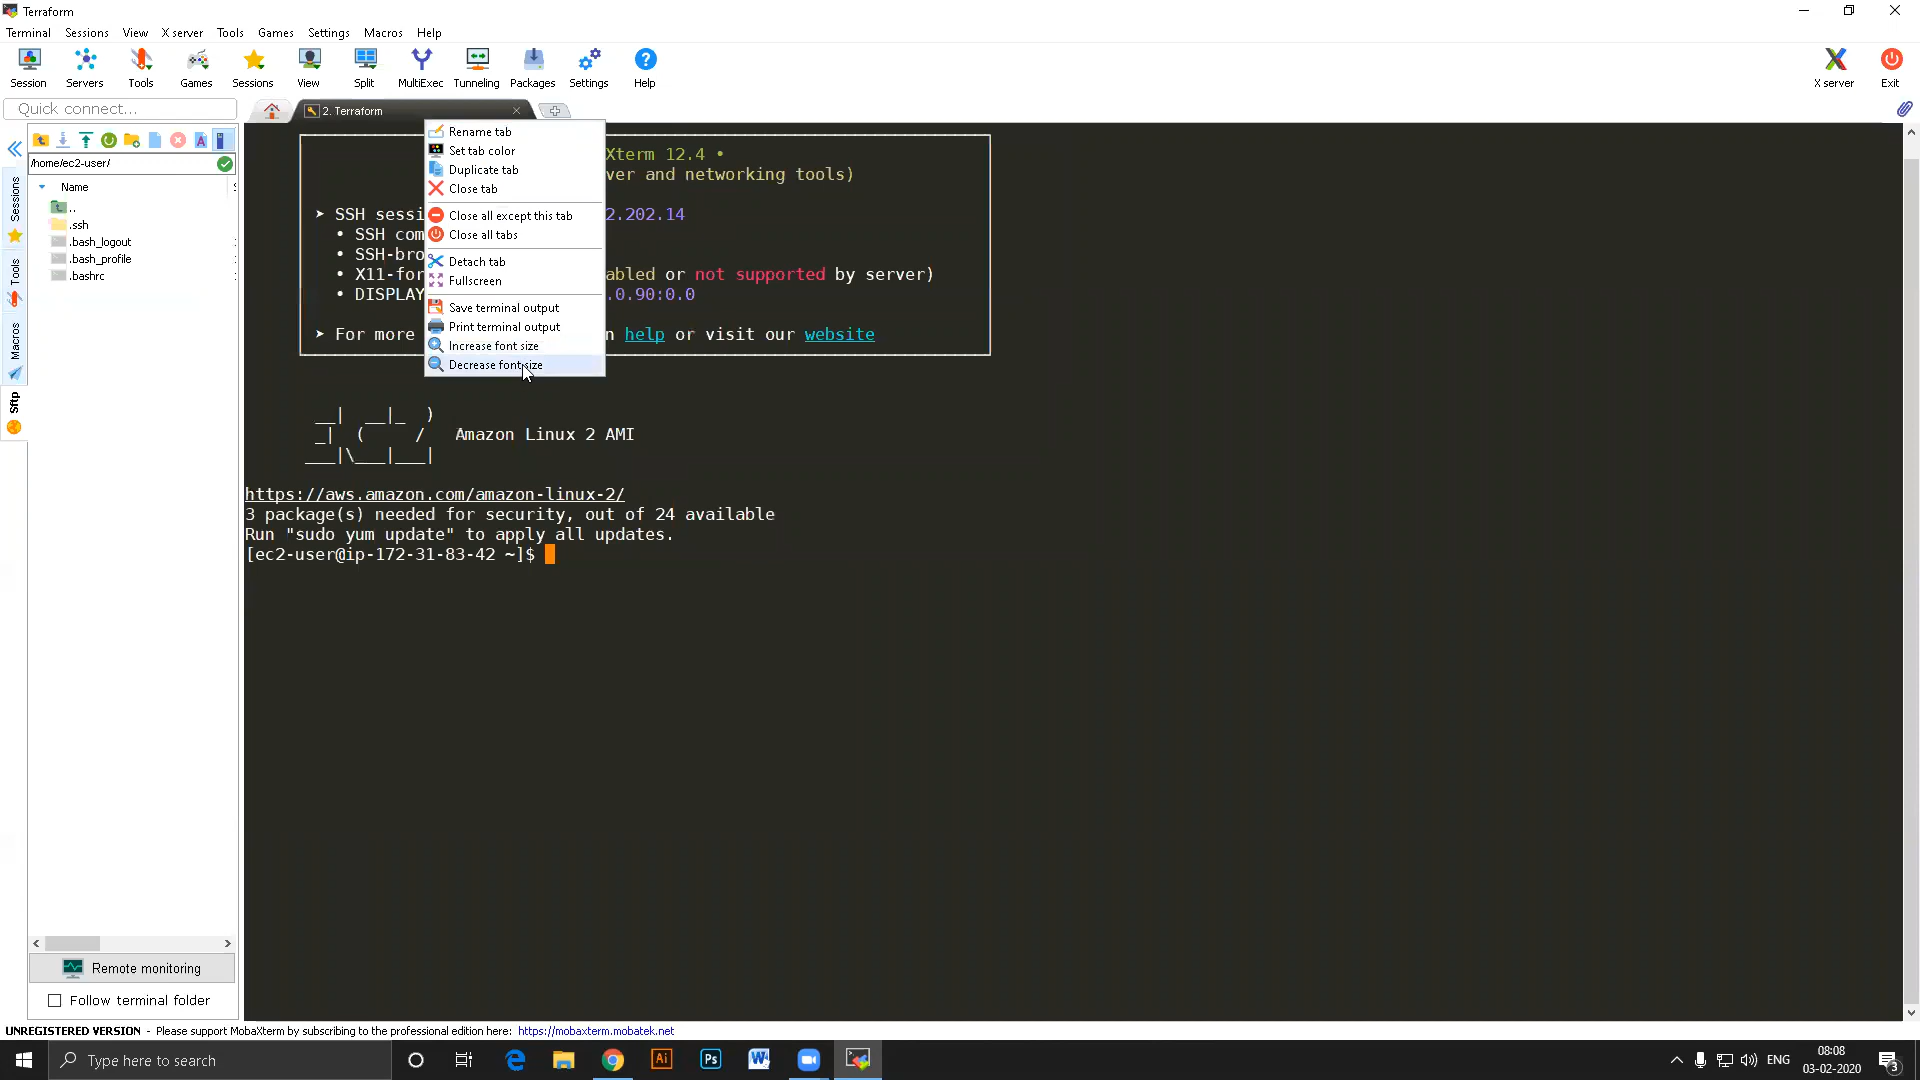 Terraform
Terminal Sessions View X server Tools Games Settings Macros Help
Session Servers Tools Games Sessions View Split MultiExec Tunneling Packages Settings Help X server Exit
Quick connect...
2. Terraform
/home/ec2-user/
Name
..
.ssh
.bash_logout
.bash_profile
.bashrc
Sessions
Tools
Macros
Sftp
Rename tab
Set tab color
Duplicate tab
Close tab
Close all except this tab
Close all tabs
Detach tab
Fullscreen
Save terminal output
Print terminal output
Increase font size
Decrease font size
Xterm 12.4 •
ver and networking tools)
➤ SSH sessi 2.202.14
• SSH com
• SSH-bro
• X11-for abled or not supported by server)
• DISPLAY .0.90:0.0
➤ For more n help or visit our website
__| __|_ )
_| ( / Amazon Linux 2 AMI
___|\___|___|
https://aws.amazon.com/amazon-linux-2/
3 package(s) needed for security, out of 24 available
Run "sudo yum update" to apply all updates.
[ec2-user@ip-172-31-83-42 ~]$
Remote monitoring
Follow terminal folder
UNREGISTERED VERSION - Please support MobaXterm by subscribing to the professional edition here: https://mobaxterm.mobatek.net
Type here to search
ENG
08:08
03-02-2020
3